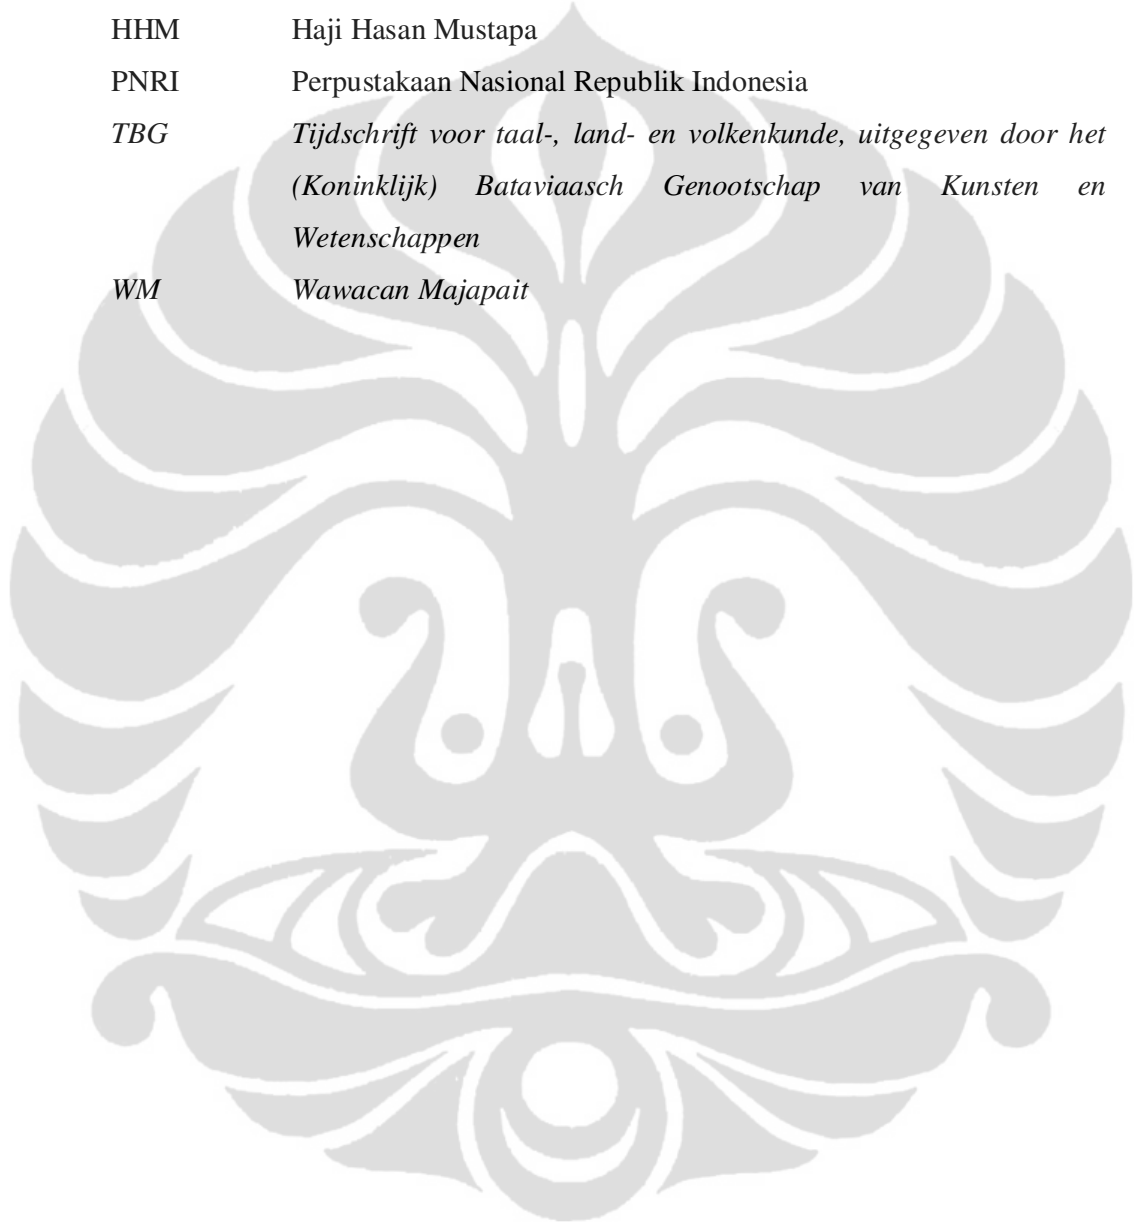 HHM Haji Hasan Mustapa
PNRI Perpustakaan Nasional Republik Indonesia
TBG Tijdschrift voor taal-, land- en volkenkunde, uitgegeven door het
(Koninklijk) Bataviaasch Genootschap van Kunsten en
Wetenschappen
WM Wawacan Majapait